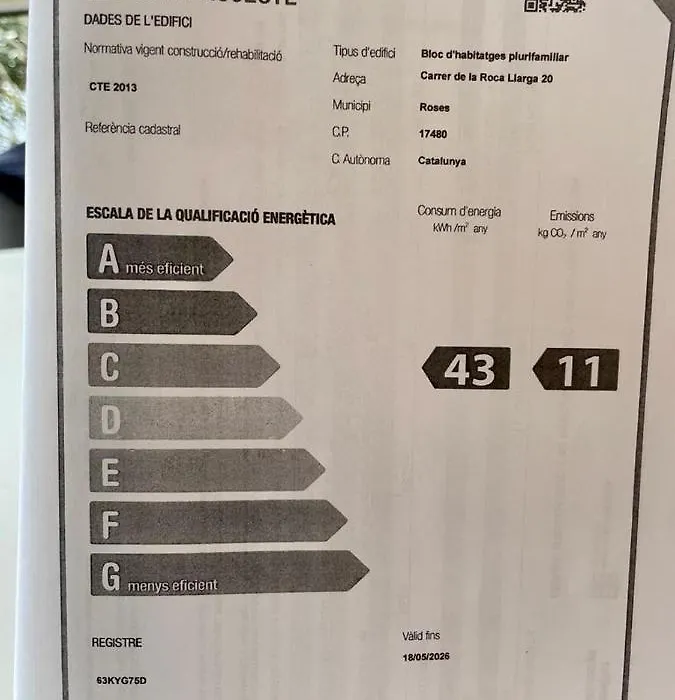 DADES DE L'EDIFICI
Normativa vigent construcció/rehabilitació
CTE 2013
Referència cadastral
Tipus d'edifici Bloc d'habitatges plurifamiliar
Adreça Carrer de la Roca Llarga 20
Municipi Roses
C.P. 17480
C. Autònoma Catalunya
ESCALA DE LA QUALIFICACIÓ ENERGÈTICA
Consum d'energia
kWh /m² any
Emissions
kg CO₂ / m² any
A més eficient
B
C 43 11
D
E
F
G menys eficient
REGISTRE
63KYG75D
Vàlid fins
18/05/2026